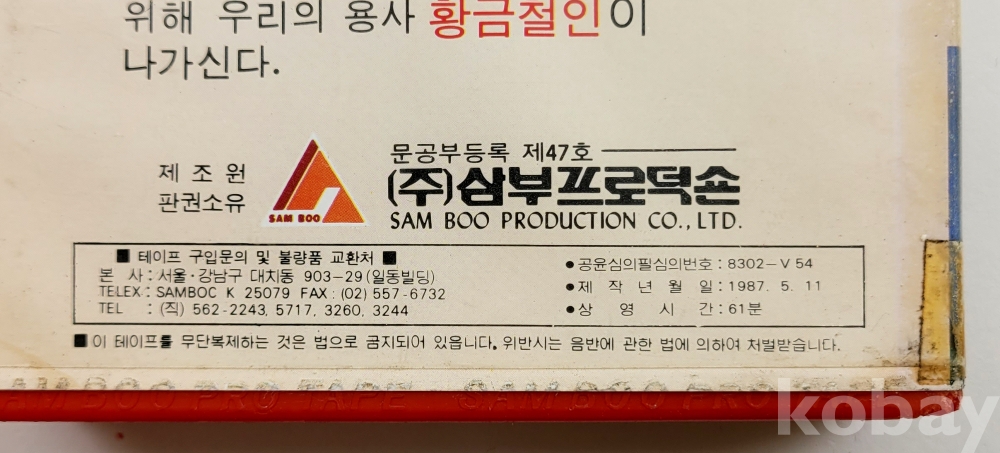 위해 우리의 용사 황금철인이
나가신다.
제 조 원
판권소유
SAM BOO
문공부등록 제47호
(주)삼부프로덕숀
SAM BOO PRODUCTION CO., LTD.
■ 테이프 구입문의 및 불량품 교환처 ■
본 사 : 서울·강남구 대치동 903-29 (일동빌딩)
TELEX : SAMBOC K 25079 FAX : (02) 557-6732
TEL : (직) 562-2243, 5717, 3260, 3244
● 공윤심의필심의번호 : 8302-V 54
● 제 작 년 월 일 : 1987. 5. 11
● 상 영 시 간 : 61분
■ 이 테이프를 무단복제하는 것은 법으로 금지되어 있읍니다. 위반시는 음반에 관한 법에 의하여 처벌받습니다.
SAM BOO PRO
kobay